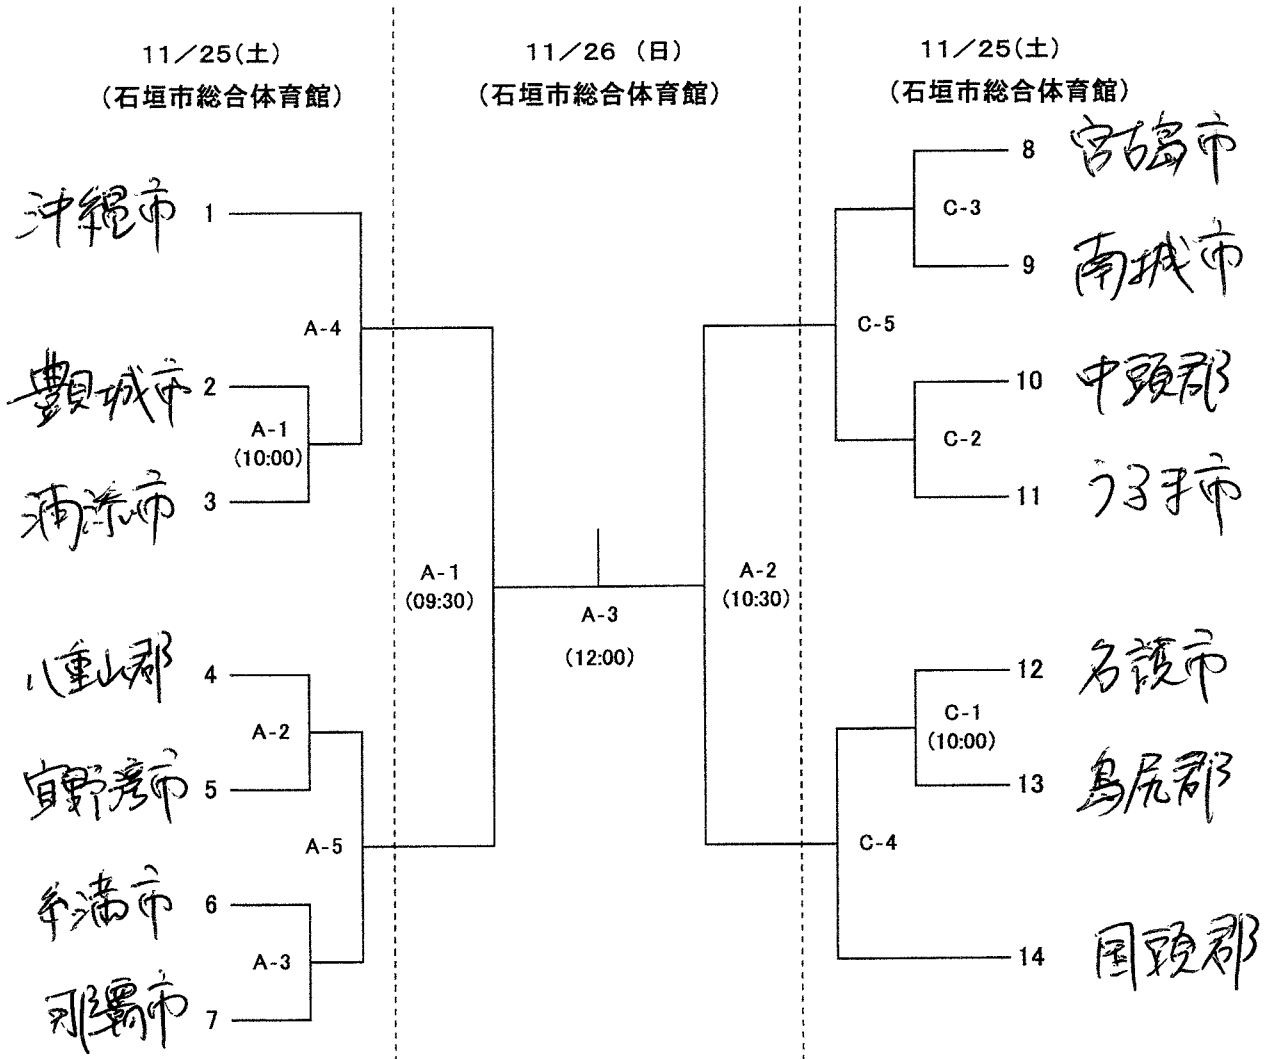 11／25(土)
(石垣市総合体育館)
沖縄市 1
A-4
豊見城市 2
A-1
(10:00)
浦添市 3
八重山郡 4
A-2
宜野湾市 5
A-5
糸満市 6
A-3
那覇市 7
11／26 (日)
(石垣市総合体育館)
A-1
(09:30)
A-3
(12:00)
A-2
(10:30)
11／25(土)
(石垣市総合体育館)
8 宮古島市
C-3
9 南城市
C-5
10 中頭郡
C-2
11 うるま市
12 名護市
C-1
(10:00)
13 島尻郡
C-4
14 国頭郡